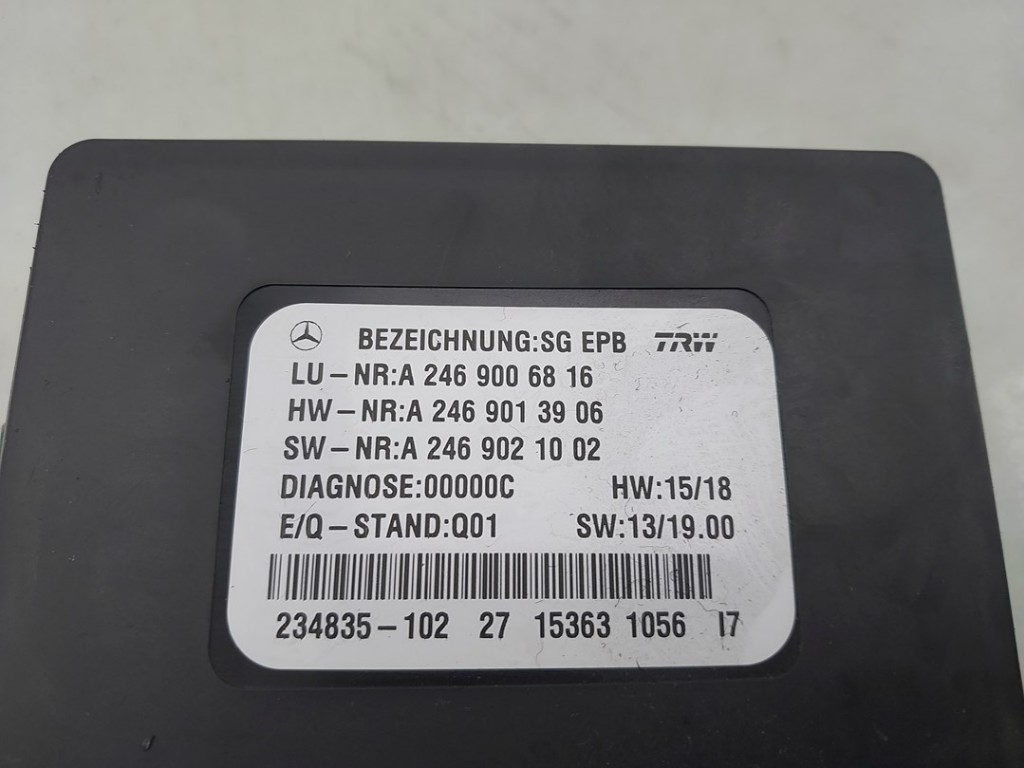 BEZEICHNUNG:SG EPB TRW
LU-NR:A 246 900 68 16
HW-NR:A 246 901 39 06
SW-NR:A 246 902 10 02
DIAGNOSE:00000C HW:15/18
E/Q-STAND:Q01 SW:13/19.00
234835-102 27 15363 1056 17